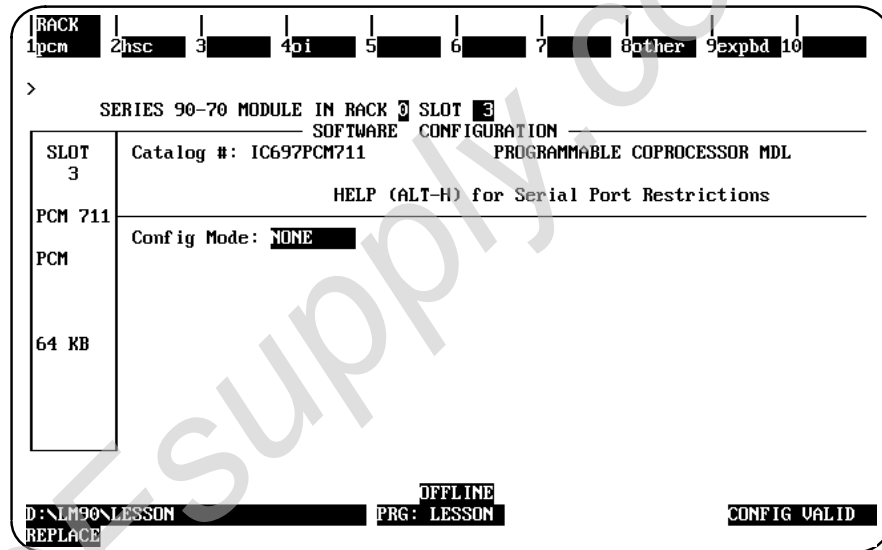 RACK
1pcm 2hsc 3 4oi 5 6 7 8other 9expbd 10
>
SERIES 90-70 MODULE IN RACK 0 SLOT 3
SOFTWARE CONFIGURATION
SLOT
3
PCM 711
PCM
64 KB
Catalog #: IC697PCM711 PROGRAMMABLE COPROCESSOR MDL
HELP (ALT-H) for Serial Port Restrictions
Config Mode: NONE
OFFLINE
D:\LM90\LESSON PRG: LESSON CONFIG VALID
REPLACE
Esupply.co